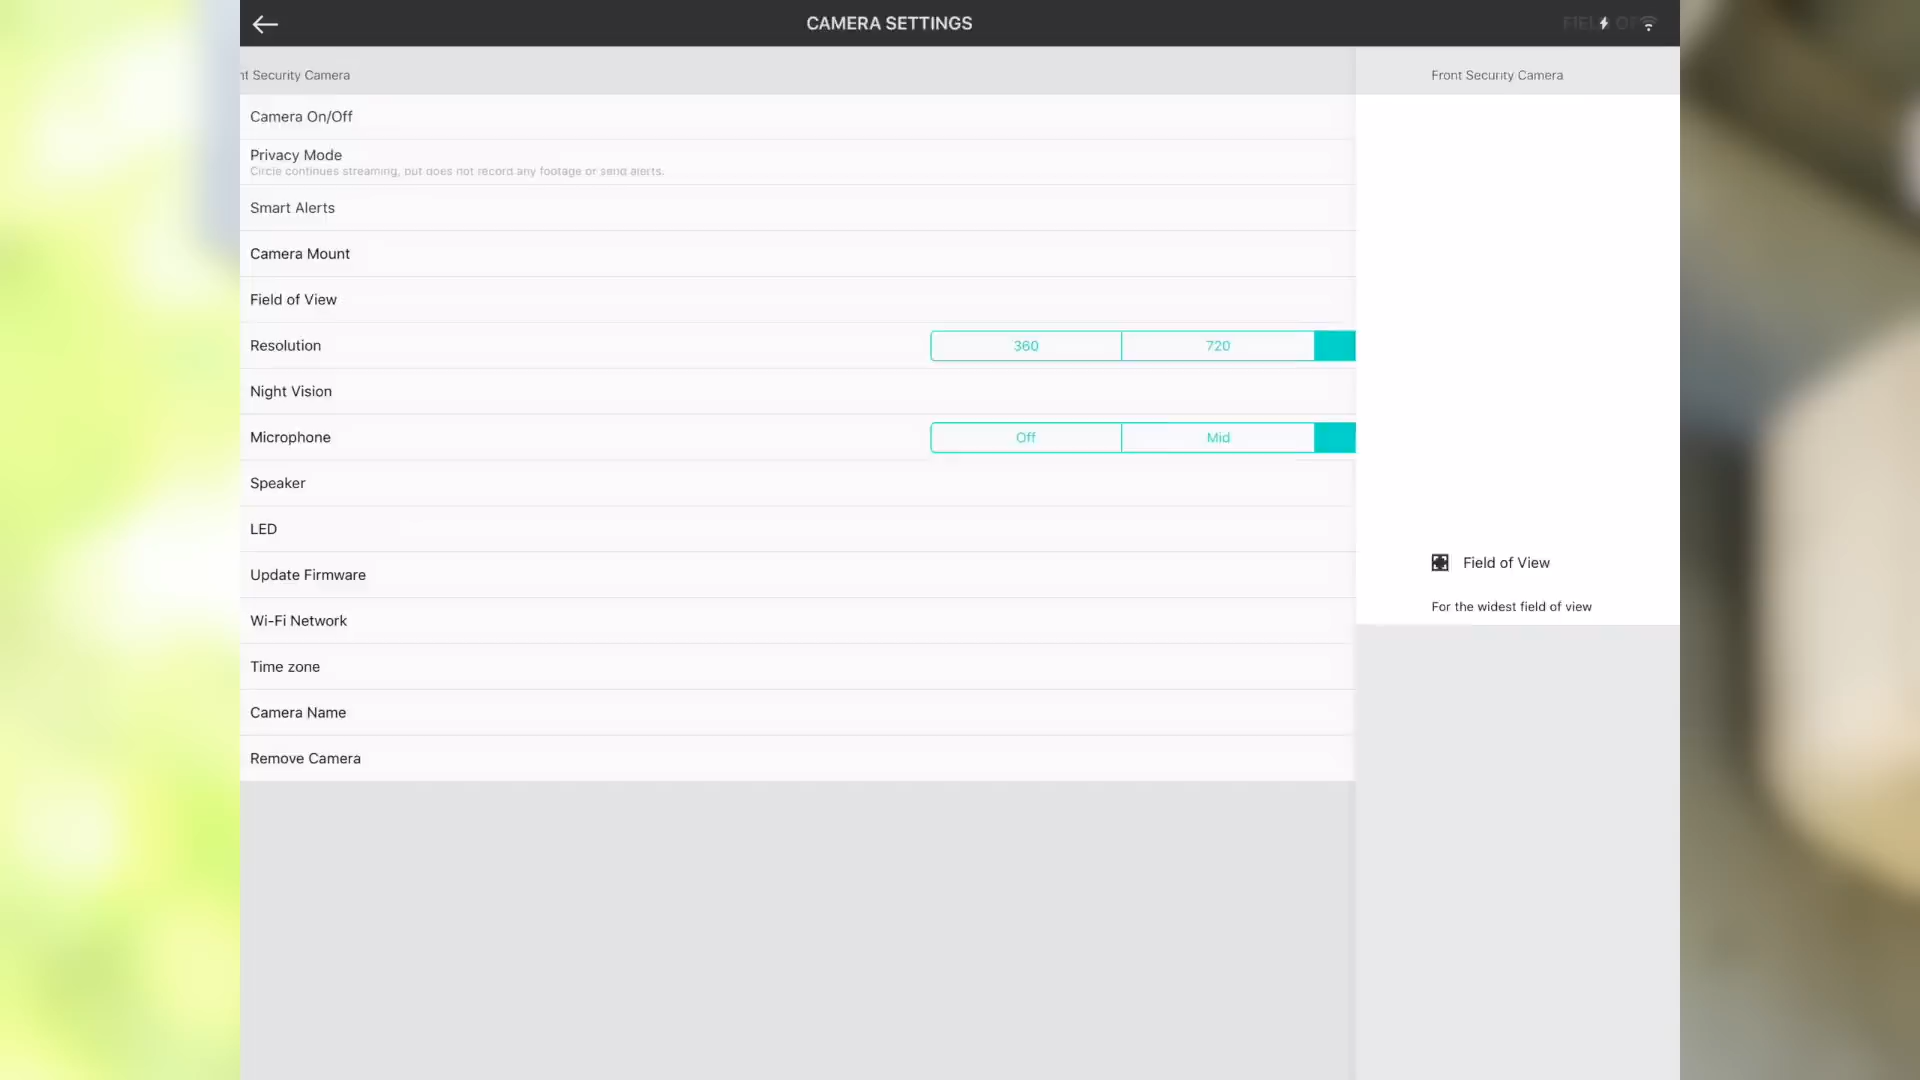 CAMERA SETTINGS
nt Security Camera
Front Security Camera
Camera On/Off
Privacy Mode
Circle continues streaming, but does not record any footage or send alerts.
Smart Alerts
Camera Mount
Field of View
Resolution
360
720
Night Vision
Microphone
Off
Mid
Speaker
LED
Field of View
Update Firmware
For the widest field of view
Wi-Fi Network
Time zone
Camera Name
Remove Camera